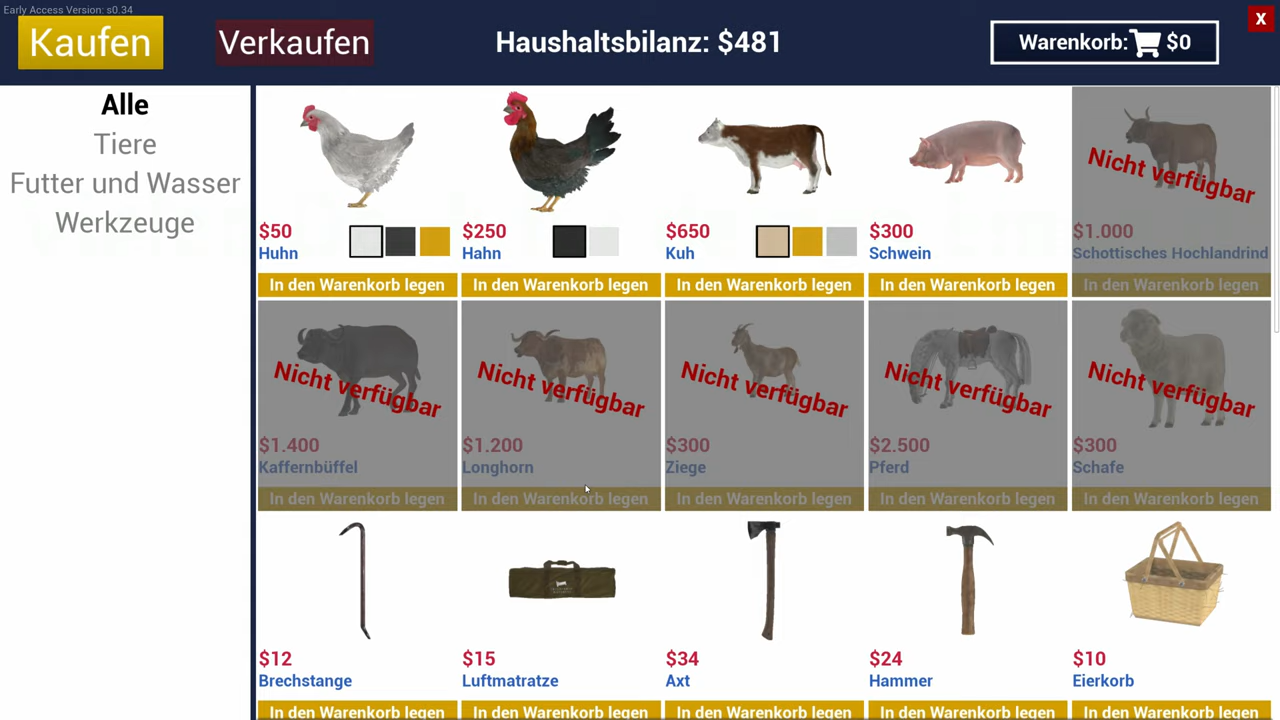 Early Access Version: s0.34
Kaufen
Verkaufen
Haushaltsbilanz: $481
Warenkorb: $0
X
Alle
Tiere
Futter und Wasser
Werkzeuge
$50
Huhn
In den Warenkorb legen
$250
Hahn
In den Warenkorb legen
$650
Kuh
In den Warenkorb legen
$300
Schwein
In den Warenkorb legen
Nicht verfügbar
$1.000
Schottisches Hochlandrind
In den Warenkorb legen
Nicht verfügbar
$1.400
Kaffernbüffel
In den Warenkorb legen
Nicht verfügbar
$1.200
Longhorn
In den Warenkorb legen
Nicht verfügbar
$300
Ziege
In den Warenkorb legen
Nicht verfügbar
$2.500
Pferd
In den Warenkorb legen
Nicht verfügbar
$300
Schafe
In den Warenkorb legen
$12
Brechstange
In den Warenkorb legen
$15
Luftmatratze
In den Warenkorb legen
$34
Axt
In den Warenkorb legen
$24
Hammer
In den Warenkorb legen
$10
Eierkorb
In den Warenkorb legen